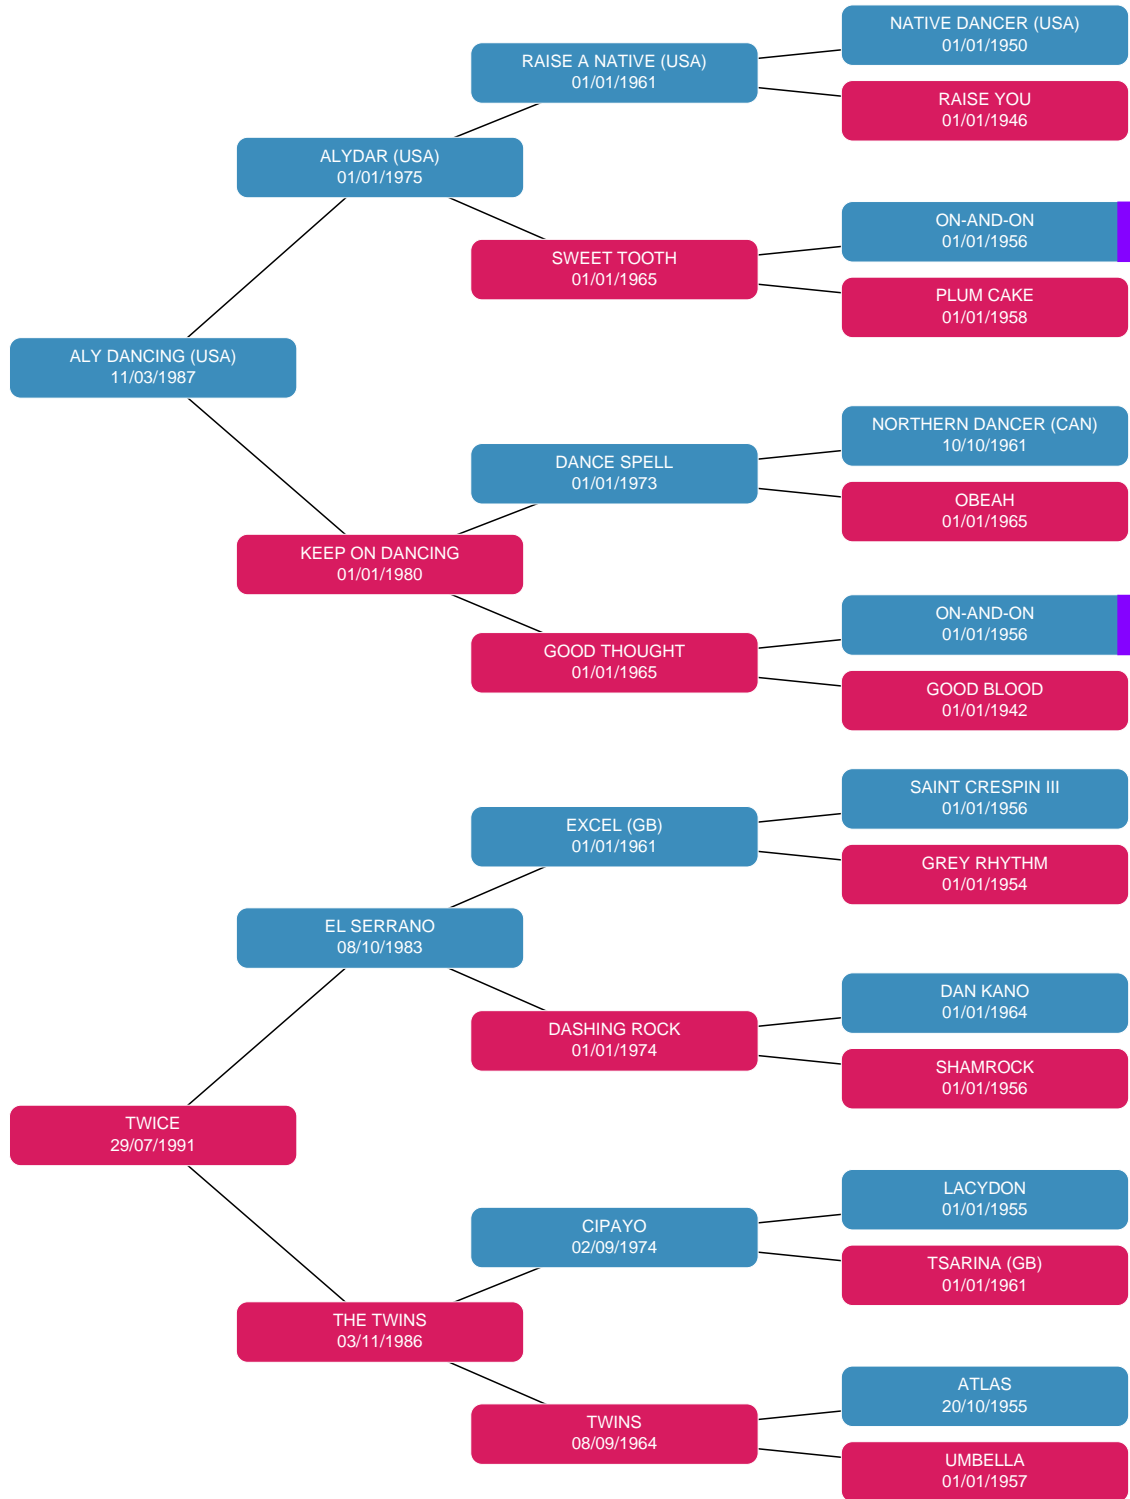 NATIVE DANCER (USA)
01/01/1950
RAISE A NATIVE (USA)
01/01/1961
RAISE YOU
01/01/1946
ALYDAR (USA)
01/01/1975
ON-AND-ON
01/01/1956
SWEET TOOTH
01/01/1965
PLUM CAKE
01/01/1958
ALY DANCING (USA)
11/03/1987
NORTHERN DANCER (CAN)
10/10/1961
DANCE SPELL
01/01/1973
OBEAH
01/01/1965
KEEP ON DANCING
01/01/1980
ON-AND-ON
01/01/1956
GOOD THOUGHT
01/01/1965
GOOD BLOOD
01/01/1942
SAINT CRESPIN III
01/01/1956
EXCEL (GB)
01/01/1961
GREY RHYTHM
01/01/1954
EL SERRANO
08/10/1983
DAN KANO
01/01/1964
DASHING ROCK
01/01/1974
SHAMROCK
01/01/1956
TWICE
29/07/1991
LACYDON
01/01/1955
CIPAYO
02/09/1974
TSARINA (GB)
01/01/1961
THE TWINS
03/11/1986
ATLAS
20/10/1955
TWINS
08/09/1964
UMBELLA
01/01/1957